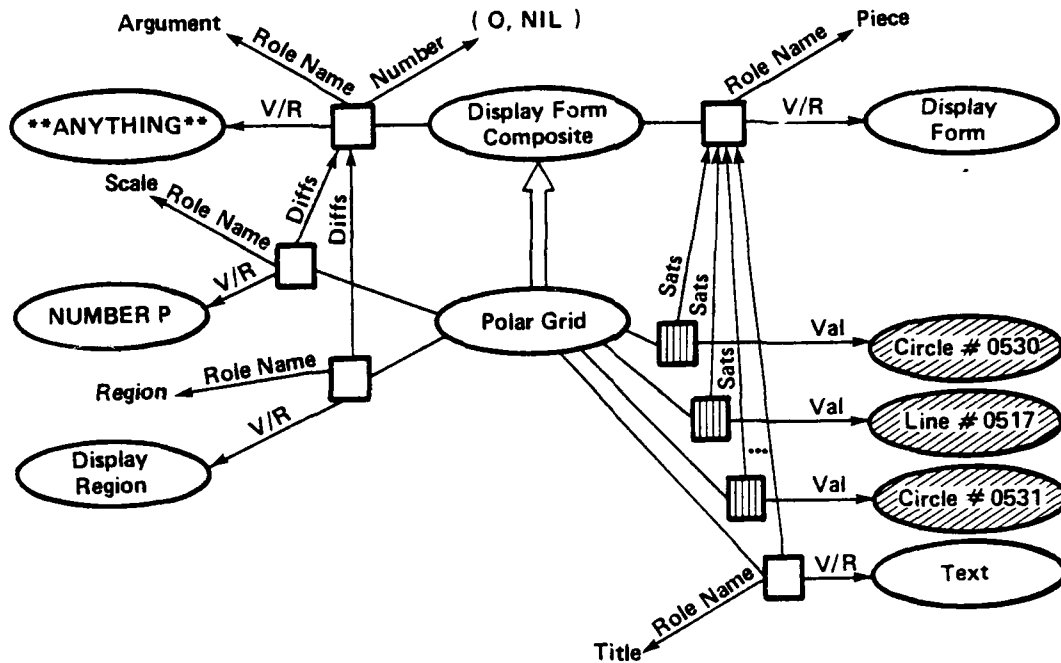 Argument
Role Name
Number
( O, NIL )
Role Name
Piece
**ANYTHING**
V/R
Display Form
Composite
V/R
Display
Form
Scale
Role Name
Diffs
Diffs
V/R
NUMBER P
Polar Grid
Sats
Sats
Sats
Val
Circle # 0530
Region
Role Name
V/R
Val
Line # 0517
...
Display
Region
Val
Circle # 0531
V/R
Text
Role Name
Title